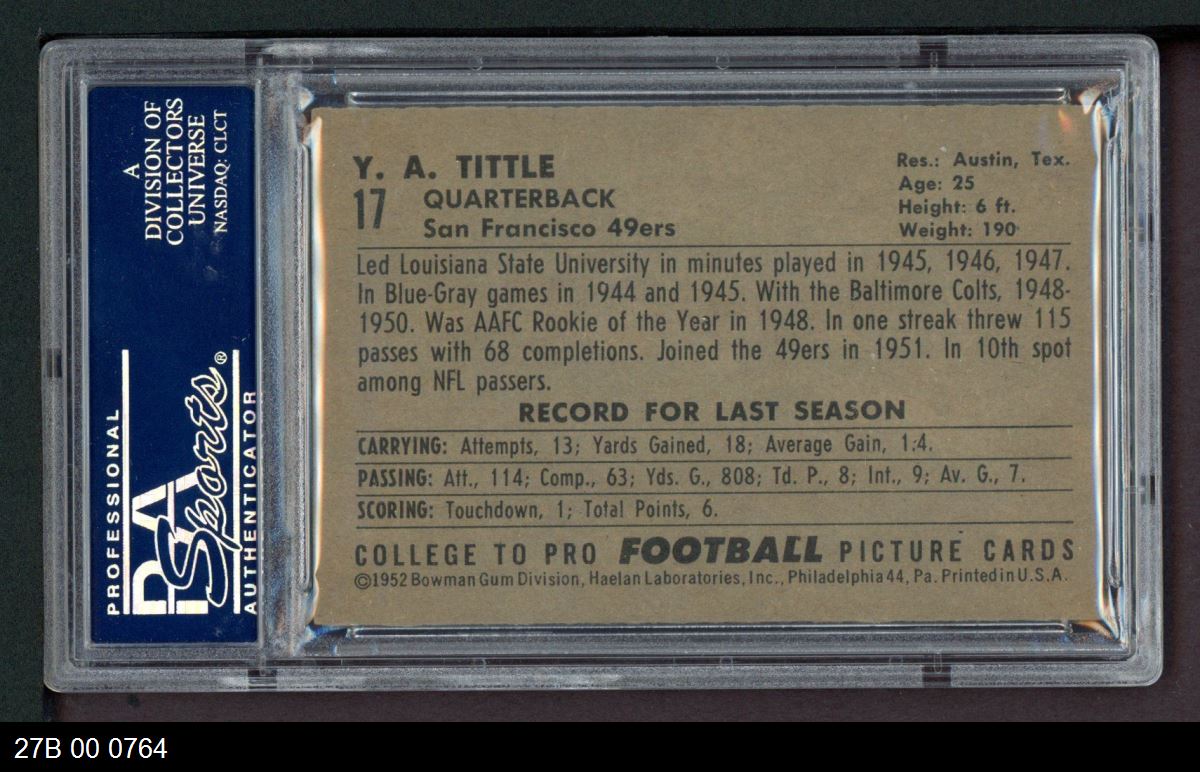 A
DIVISION OF
COLLECTORS
UNIVERSE
NASDAQ: CLCT
PROFESSIONAL
PSA
Sports®
AUTHENTICATOR
Y. A. TITTLE
17
QUARTERBACK
San Francisco 49ers
Res.: Austin, Tex.
Age: 25
Height: 6 ft.
Weight: 190
Led Louisiana State University in minutes played in 1945, 1946, 1947.
In Blue-Gray games in 1944 and 1945. With the Baltimore Colts, 1948-
1950. Was AAFC Rookie of the Year in 1948. In one streak threw 115
passes with 68 completions. Joined the 49ers in 1951. In 10th spot
among NFL passers.
RECORD FOR LAST SEASON
CARRYING: Attempts, 13; Yards Gained, 18; Average Gain, 1.4.
PASSING: Att., 114; Comp., 63; Yds. G., 808; Td. P., 8; Int., 9; Av. G., 7.
SCORING: Touchdown, 1; Total Points, 6.
COLLEGE TO PRO FOOTBALL PICTURE CARDS
©1952 Bowman Gum Division, Haelan Laboratories, Inc., Philadelphia 44, Pa. Printed in U.S.A.
27B 00 0764